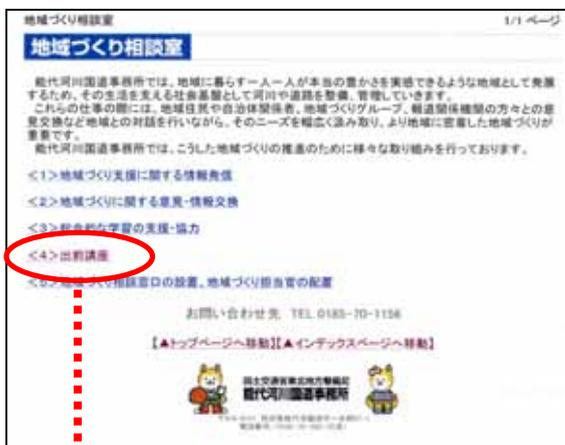 地域づくり相談室
1/1 ページ
地域づくり相談室
能代河川国道事務所では、地域に暮らす一人一人が本当の豊かさを実感できるような地域として発展
するため、その生活を支える社会基盤として河川や道路を整備、管理していきます。
これらの仕事の際には、地域住民や自治体関係者、地域づくりグループ、報道関係機関の方々との意
見交換など地域との対話を行いながら、そのニーズを幅広く汲み取り、より地域に密着した地域づくりが
重要です。
能代河川国道事務所では、こうした地域づくりの推進のために様々な取り組みを行っております。
<1>地域づくり支援に関する情報発信
<2>地域づくりに関する意見・情報交換
<3>総合的な学習の支援・協力
<4>出前講座
<5>地域づくり相談窓口の設置、地域づくり担当官の配置
お問い合わせ先 TEL 0185-70-1156
【▲トップページへ移動】【▲インデックスページへ移動】
国土交通省東北地方整備局
能代河川国道事務所